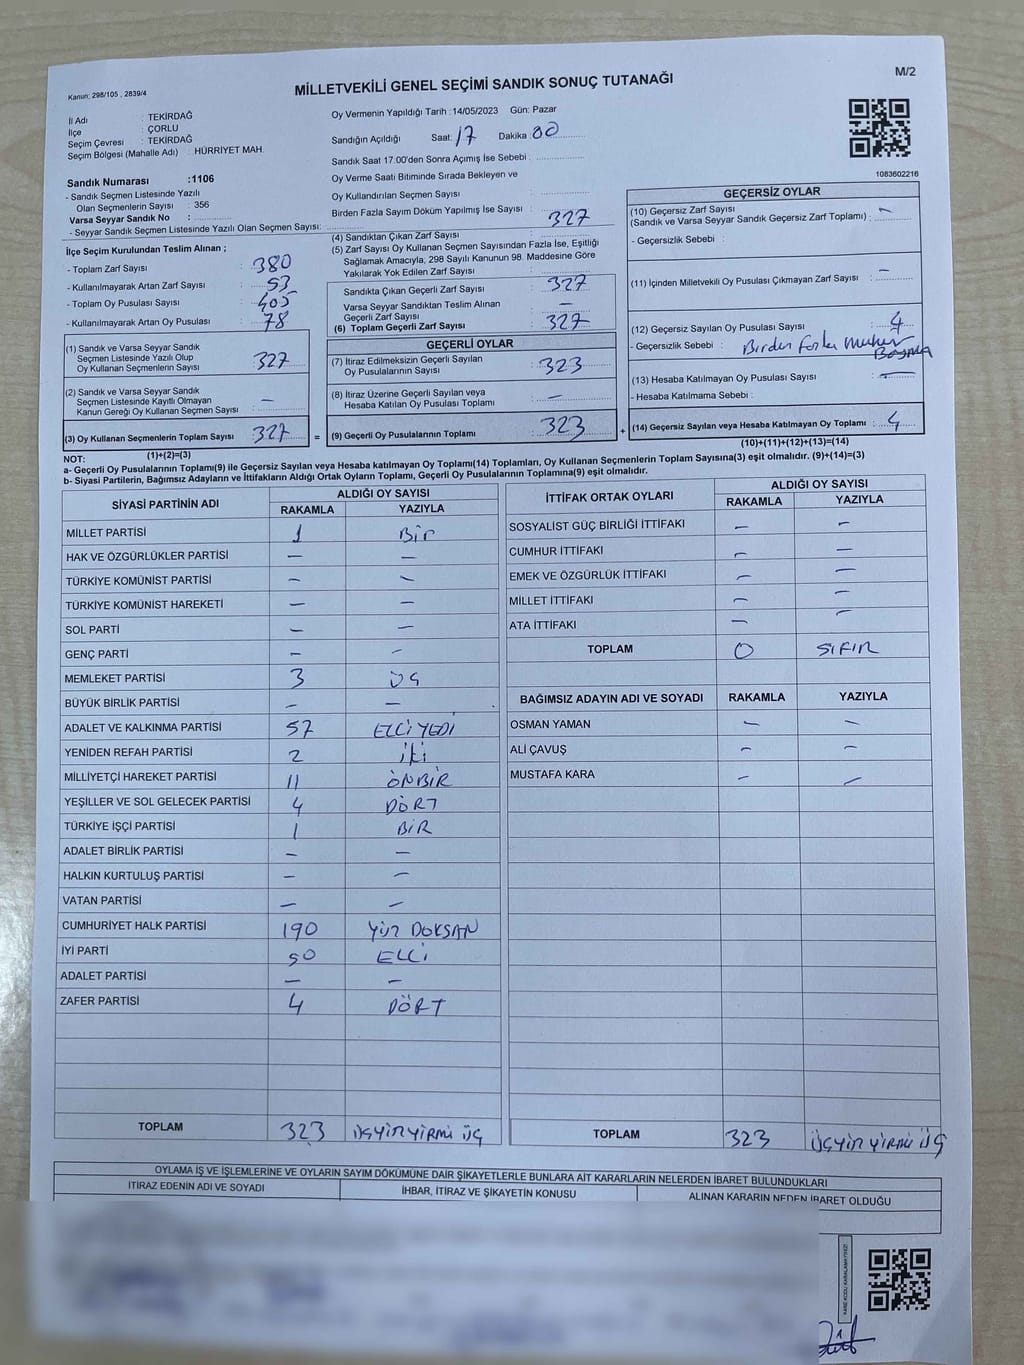 MİLLETVEKİLİ GENEL SEÇİMİ SANDIK SONUÇ TUTANAĞI
M/2
Kanun: 298/105 , 2839/4
İl Adı : TEKİRDAĞ
İlçe : ÇORLU
Seçim Çevresi : TEKİRDAĞ
Seçim Bölgesi (Mahalle Adı) : HÜRRİYET MAH.
Oy Vermenin Yapıldığı Tarih :14/05/2023 Gün: Pazar
Sandığın Açıldığı Saat: 17 Dakika: 00
Sandık Saat 17.00'den Sonra Açımış İse Sebebi :
Oy Verme Saati Bitiminde Sırada Bekleyen ve
Oy Kullandırılan Seçmen Sayısı :
Birden Fazla Sayım Döküm Yapılmış İse Sayısı :
1083602216
Sandık Numarası :1106
- Sandık Seçmen Listesinde Yazılı
Olan Seçmenlerin Sayısı : 356
Varsa Seyyar Sandık No :
- Seyyar Sandık Seçmen Listesinde Yazılı Olan Seçmen Sayısı:
İlçe Seçim Kurulundan Teslim Alınan ;
- Toplam Zarf Sayısı : 380
- Kullanılmayarak Artan Zarf Sayısı : 53
- Toplam Oy Pusulası Sayısı : 405
- Kullanılmayarak Artan Oy Pusulası : 78
(1) Sandık ve Varsa Seyyar Sandık
Seçmen Listesinde Yazılı Olup
Oy Kullanan Seçmenlerin Sayısı : 327
(2) Sandık ve Varsa Seyyar Sandık
Seçmen Listesinde Kayıtlı Olmayan
Kanun Gereği Oy Kullanan Seçmen Sayısı : –
(3) Oy Kullanan Seçmenlerin Toplam Sayısı : 327
(1)+(2)=(3)
(4) Sandıktan Çıkan Zarf Sayısı : 327
(5) Zarf Sayısı Oy Kullanan Seçmen Sayısından Fazla İse, Eşitliği
Sağlamak Amacıyla; 298 Sayılı Kanunun 98. Maddesine Göre
Yakılarak Yok Edilen Zarf Sayısı :
Sandıkta Çıkan Geçerli Zarf Sayısı : 327
Varsa Seyyar Sandıktan Teslim Alınan
Geçerli Zarf Sayısı : –
(6) Toplam Geçerli Zarf Sayısı : 327
GEÇERLİ OYLAR
(7) İtiraz Edilmeksizin Geçerli Sayılan
Oy Pusulalarının Sayısı : 323
(8) İtiraz Üzerine Geçerli Sayılan veya
Hesaba Katılan Oy Pusulası Toplamı : –
= (9) Geçerli Oy Pusulalarının Toplamı : 323 +
GEÇERSİZ OYLAR
(10) Geçersiz Zarf Sayısı
(Sandık ve Varsa Seyyar Sandık Geçersiz Zarf Toplamı) : –
- Geçersizlik Sebebi :
(11) İçinden Milletvekili Oy Pusulası Çıkmayan Zarf Sayısı : –
(12) Geçersiz Sayılan Oy Pusulası Sayısı : 4
- Geçersizlik Sebebi : Birden Fazla Mühür
Basma
(13) Hesaba Katılmayan Oy Pusulası Sayısı : –
- Hesaba Katılmama Sebebi :
(14) Geçersiz Sayılan veya Hesaba Katılmayan Oy Toplamı : 4
(10)+(11)+(12)+(13)=(14)
NOT:
a- Geçerli Oy Pusulalarının Toplamı(9) ile Geçersiz Sayılan veya Hesaba katılmayan Oy Toplamı(14) Toplamları, Oy Kullanan Seçmenlerin Toplam Sayısına(3) eşit olmalıdır. (9)+(14)=(3)
b- Siyasi Partilerin, Bağımsız Adayların ve İttifakların Aldığı Ortak Oyların Toplamı, Geçerli Oy Pusulalarının Toplamına(9) eşit olmalıdır.
SİYASİ PARTİNİN ADI ALDIĞI OY SAYISI
RAKAMLA YAZIYLA
MİLLET PARTİSİ 1 Bir
HAK VE ÖZGÜRLÜKLER PARTİSİ – –
TÜRKİYE KOMÜNİST PARTİSİ – –
TÜRKİYE KOMÜNİST HAREKETİ – –
SOL PARTİ – –
GENÇ PARTİ – –
MEMLEKET PARTİSİ 3 ÜÇ
BÜYÜK BİRLİK PARTİSİ – –
ADALET VE KALKINMA PARTİSİ 57 ELLİ YEDİ
YENİDEN REFAH PARTİSİ 2 İKİ
MİLLİYETÇİ HAREKET PARTİSİ 11 ONBİR
YEŞİLLER VE SOL GELECEK PARTİSİ 4 DÖRT
TÜRKİYE İŞÇİ PARTİSİ 1 BİR
ADALET BİRLİK PARTİSİ – –
HALKIN KURTULUŞ PARTİSİ – –
VATAN PARTİSİ – –
CUMHURİYET HALK PARTİSİ 190 YÜZ DOKSAN
İYİ PARTİ 50 ELLİ
ADALET PARTİSİ – –
ZAFER PARTİSİ 4 DÖRT
TOPLAM 323 ÜÇYÜZ YİRMİ ÜÇ
İTTİFAK ORTAK OYLARI ALDIĞI OY SAYISI
RAKAMLA YAZIYLA
SOSYALİST GÜÇ BİRLİĞİ İTTİFAKI – –
CUMHUR İTTİFAKI – –
EMEK VE ÖZGÜRLÜK İTTİFAKI – –
MİLLET İTTİFAKI – –
ATA İTTİFAKI – –
TOPLAM 0 SIFIR
BAĞIMSIZ ADAYIN ADI VE SOYADI RAKAMLA YAZIYLA
OSMAN YAMAN – –
ALİ ÇAVUŞ – –
MUSTAFA KARA – –
TOPLAM 323 ÜÇYÜZ YİRMİ ÜÇ
OYLAMA İŞ VE İŞLEMLERİNE VE OYLARIN SAYIM DÖKÜMÜNE DAİR ŞİKAYETLERLE BUNLARA AİT KARARLARIN NELERDEN İBARET BULUNDUKLARI
İTİRAZ EDENİN ADI VE SOYADI İHBAR, İTİRAZ VE ŞİKAYETİN KONUSU ALINAN KARARIN NEDEN İBARET OLDUĞU
KARE KODU KARALAMAYINIZ!